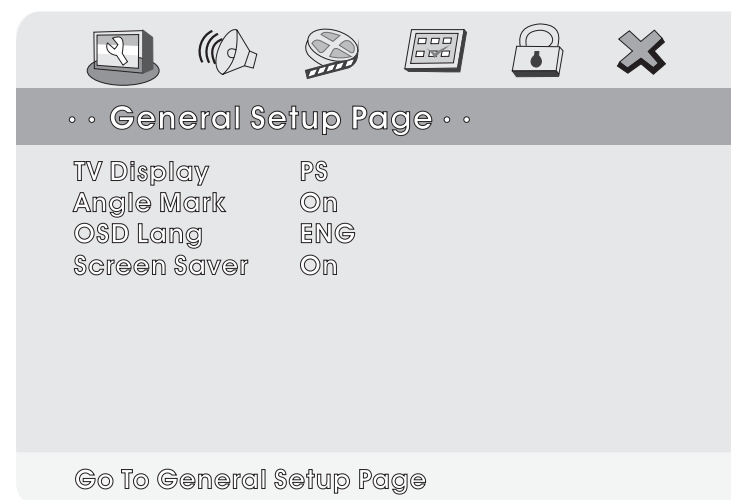 · · General Setup Page · ·
TV Display PS
Angle Mark On
OSD Lang ENG
Screen Saver On
Go To General Setup Page